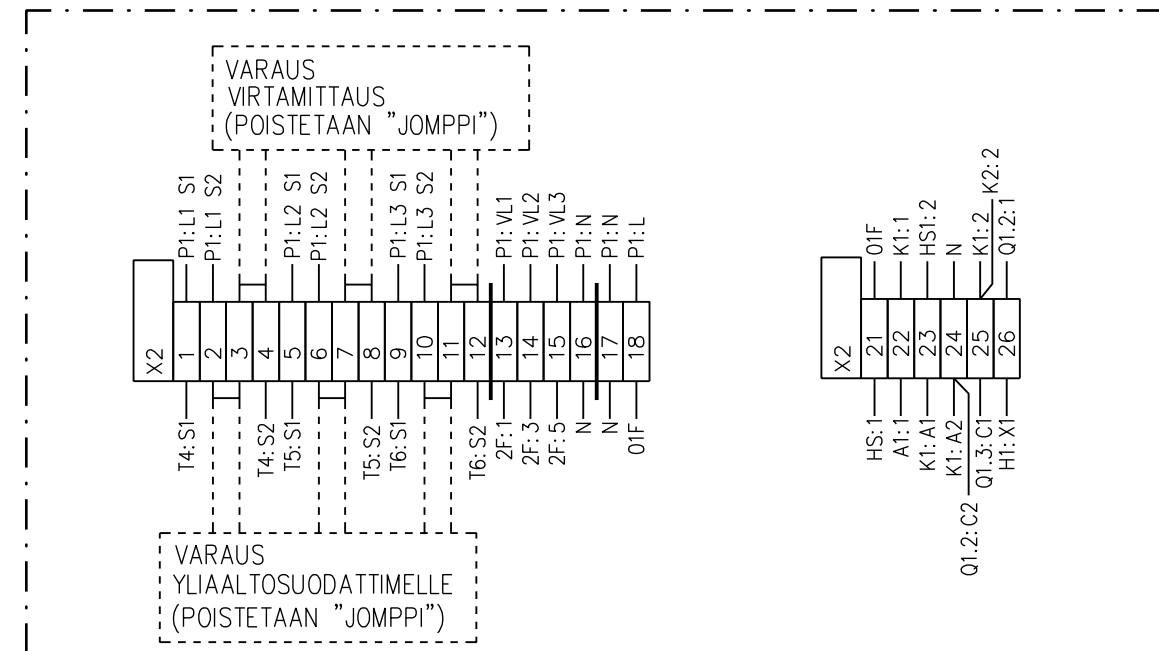 VARAUS
VIRTAMITTAUS
(POISTETAAN "JOMPPI")
P1: L1 S1
P1: L1 S2
P1: L2 S1
P1: L2 S2
P1: L3 S1
P1: L3 S2
P1: VL1
P1: VL2
P1: VL3
P1: N
P1: N
P1: L
X2
1
2
3
4
5
6
7
8
9
10
11
12
13
14
15
16
17
18
T4: S1
T4: S2
T5: S1
T5: S2
T6: S1
T6: S2
2F: 1
2F: 3
2F: 5
N
N
01F
VARAUS
YLIAALTOSUODATTIMELLE
(POISTETAAN "JOMPPI")
01F
K1: 1
HS1: 2
N
K1: 2
K2: 2
Q1.2: 1
X2
21
22
23
24
25
26
HS: 1
A1: 1
K1: A1
K1: A2
Q1.2: C2
Q1.3: C1
H1: X1